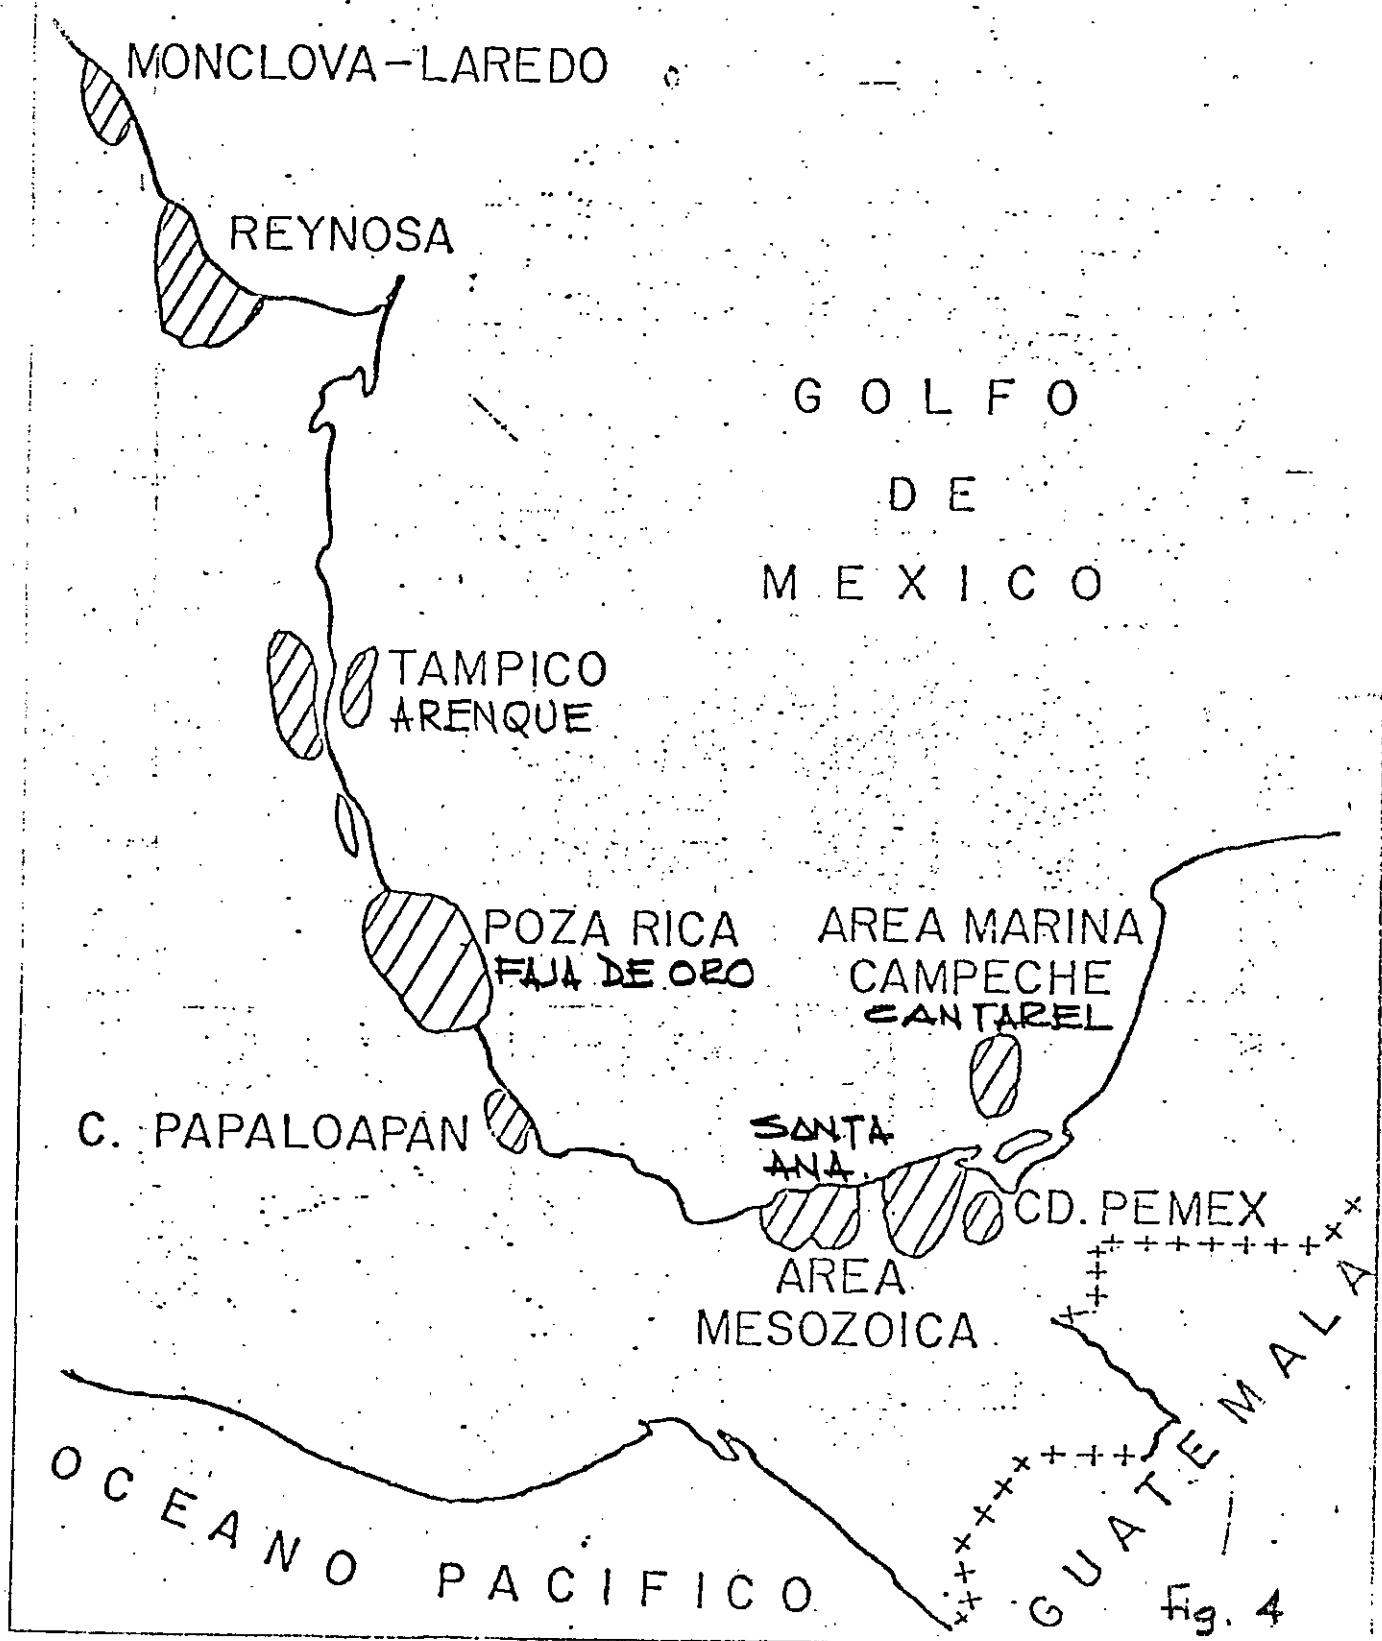 MONCLOVA-LAREDO
REYNOSA
GOLFO
DE
MEXICO
TAMPICO
ARENQUE
POZA RICA
FAJA DE ORO
AREA MARINA
CAMPECHE
CANTAREL
C. PAPALOAPAN
SANTA
ANA.
CD. PEMEX
AREA
MESOZOICA
GUATEMALA
OCEANO PACIFICO
Fig. 4